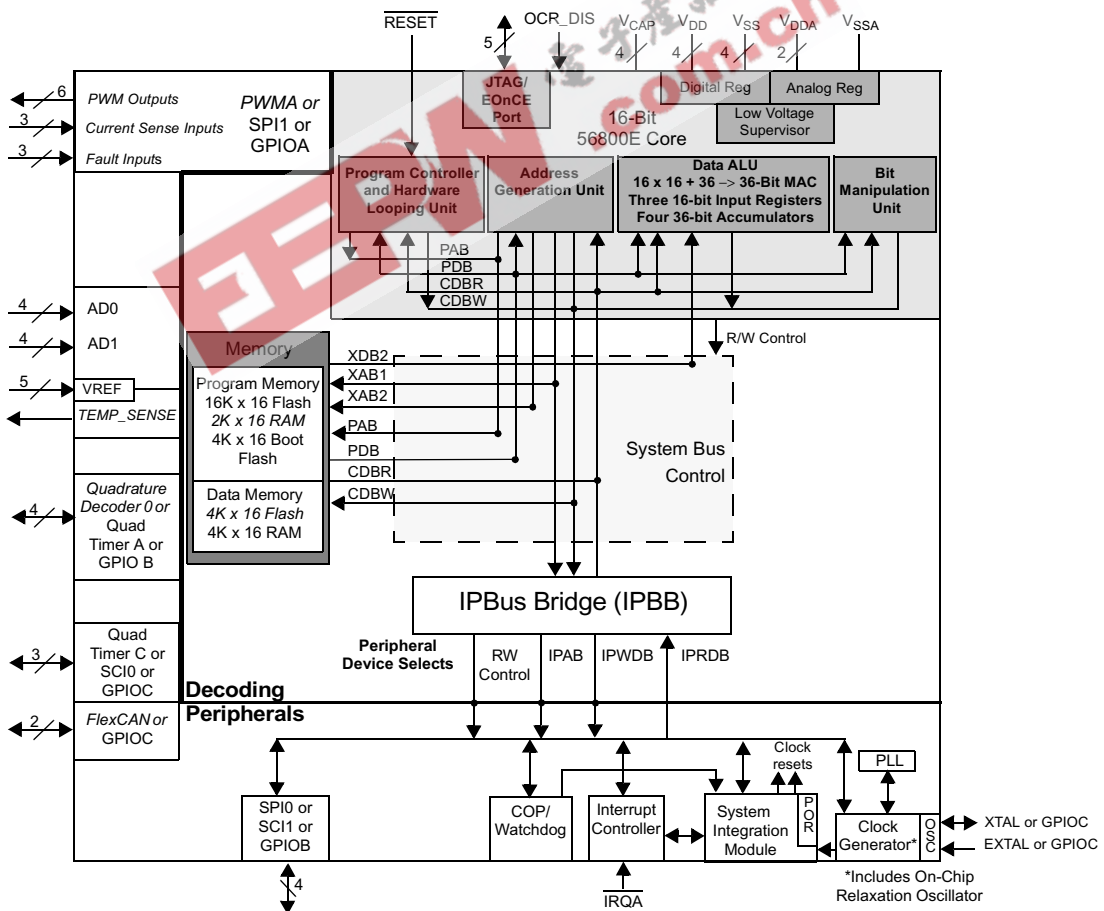 RESET
OCR_DIS
VCAP
VDD
VSS
VDDA
VSSA
5
4
4
4
2
6
PWM Outputs
3
Current Sense Inputs
3
Fault Inputs
PWMA or
SPI1 or
GPIOA
JTAG/
EOnCE
Port
Digital Reg
Analog Reg
Low Voltage
Supervisor
16-Bit
56800E Core
Program Controller
and Hardware
Looping Unit
Address
Generation Unit
Data ALU
16 x 16 + 36 -> 36-Bit MAC
Three 16-bit Input Registers
Four 36-bit Accumulators
Bit
Manipulation
Unit
PAB
PDB
CDBR
CDBW
R/W Control
4
AD0
4
AD1
5
VREF
TEMP_SENSE
Memory
Program Memory
16K x 16 Flash
2K x 16 RAM
4K x 16 Boot
Flash
Data Memory
4K x 16 Flash
4K x 16 RAM
XDB2
XAB1
XAB2
PAB
PDB
CDBR
CDBW
System Bus
Control
4
Quadrature
Decoder 0 or
Quad
Timer A or
GPIO B
3
Quad
Timer C or
SCI0 or
GPIOC
2
FlexCAN or
GPIOC
IPBus Bridge (IPBB)
Peripheral
Device Selects
RW
Control
IPAB
IPWDB
IPRDB
Decoding
Peripherals
Clock
resets
PLL
SPI0 or
SCI1 or
GPIOB
4
COP/
Watchdog
Interrupt
Controller
IRQA
System
Integration
Module
POR
Clock
Generator*
OSC
XTAL or GPIOC
EXTAL or GPIOC
*Includes On-Chip
Relaxation Oscillator
EEPW.com.cn